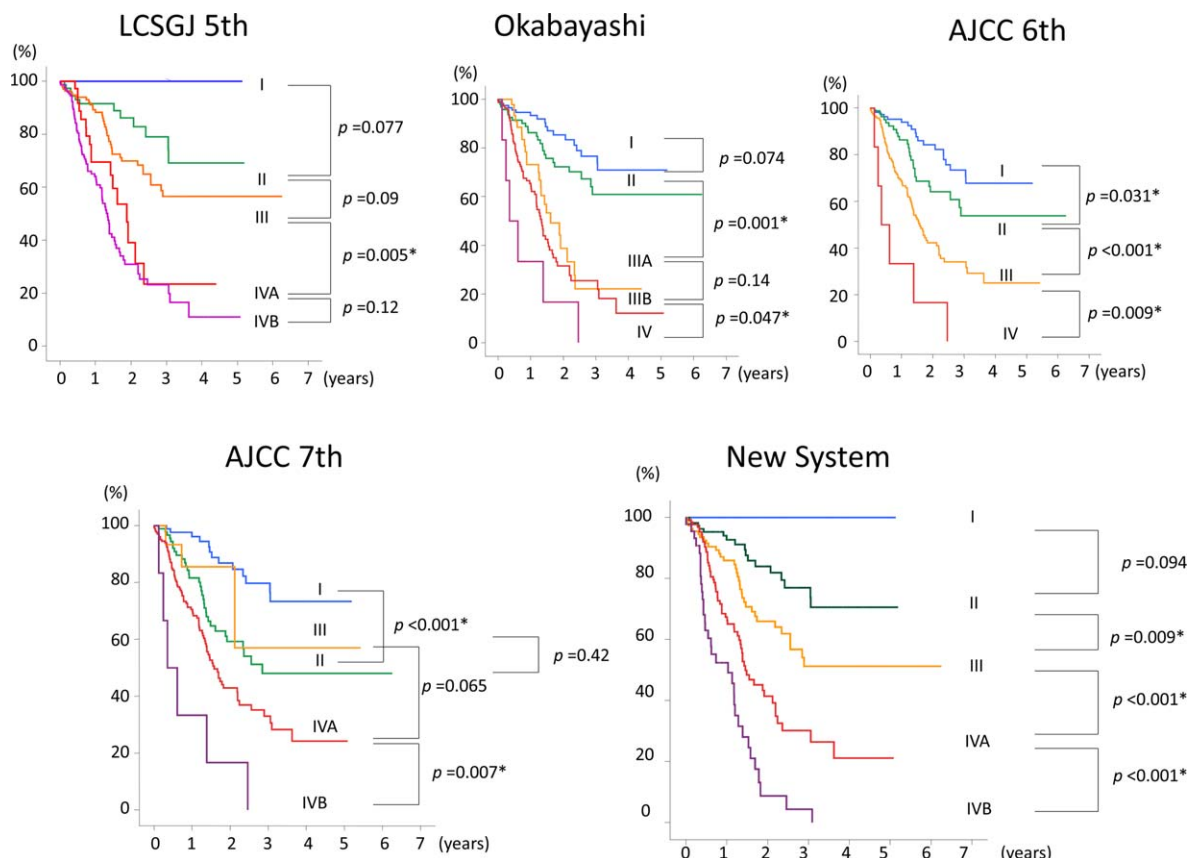 LCSGJ 5th
(%)
100
80
60
40
20
0
I
II
III
IVA
IVB
p =0.077
p =0.09
p =0.005*
p =0.12
0 1 2 3 4 5 6 7 (years)
Okabayashi
(%)
100
80
60
40
20
0
I
II
IIIA
IIIB
IV
p =0.074
p =0.001*
p =0.14
p =0.047*
0 1 2 3 4 5 6 7 (years)
AJCC 6th
(%)
100
80
60
40
20
0
I
II
III
IV
p =0.031*
p <0.001*
p =0.009*
0 1 2 3 4 5 6 7 (years)
AJCC 7th
(%)
100
80
60
40
20
0
I
III
II
IVA
IVB
p <0.001*
p =0.42
p =0.065
p =0.007*
0 1 2 3 4 5 6 7 (years)
New System
(%)
100
80
60
40
20
0
I
II
III
IVA
IVB
p =0.094
p =0.009*
p <0.001*
p <0.001*
0 1 2 3 4 5 6 7 (years)